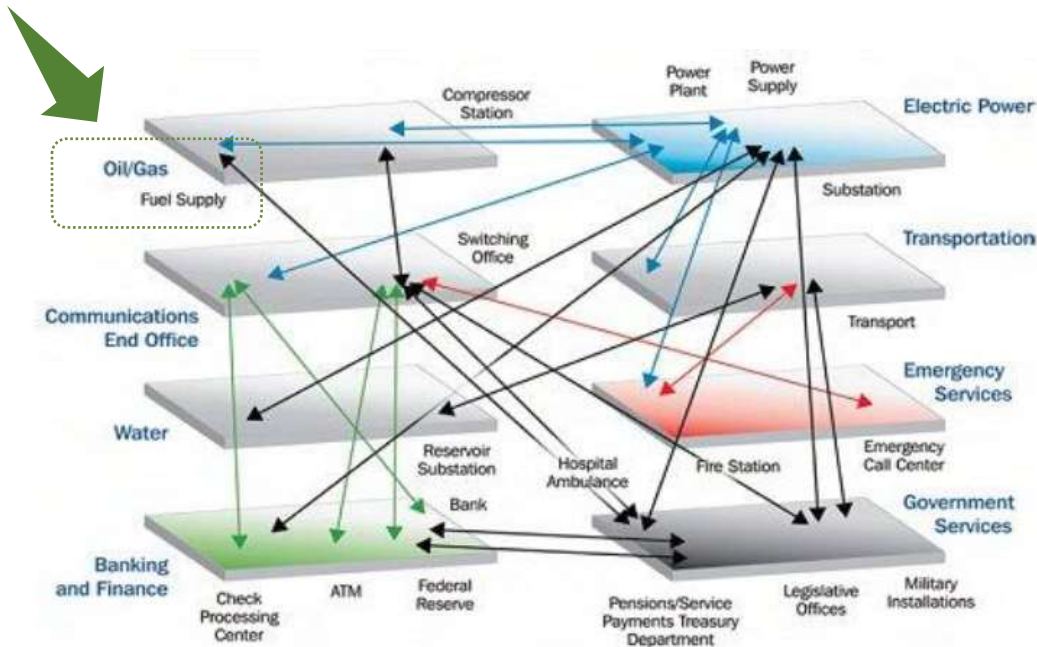 Compressor
Station
Power
Plant
Power
Supply
Electric Power
Oil/Gas
Fuel Supply
Substation
Switching
Office
Transportation
Communications
End Office
Transport
Water
Reservoir
Substation
Emergency
Services
Hospital
Ambulance
Fire Station
Emergency
Call Center
Bank
Government
Services
Banking
and Finance
Check
Processing
Center
ATM
Federal
Reserve
Pensions/Service
Payments Treasury
Department
Legislative
Offices
Military
Installations